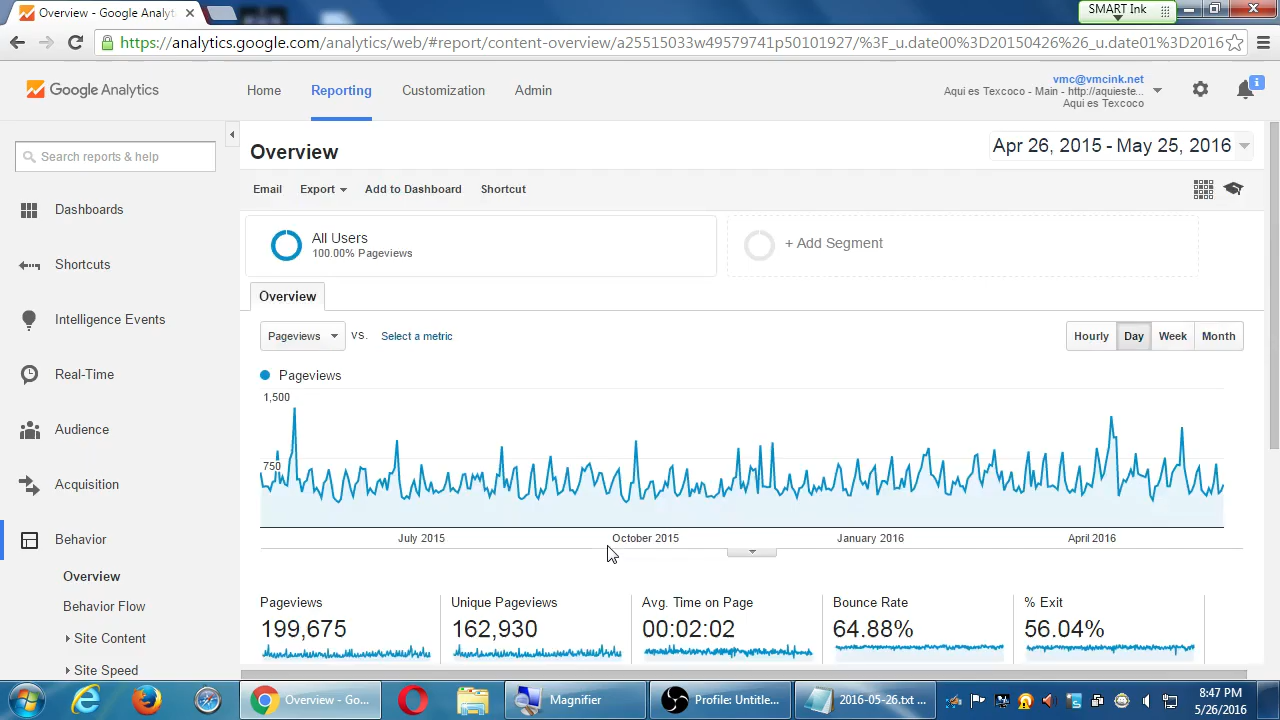 Overview - Google Analyt
SMART Ink
https://analytics.google.com/analytics/web/#report/content-overview/a25515033w49579741p50101927/%3F_u.date00%3D20150426%26_u.date01%3D2016
Google Analytics
Home
Reporting
Customization
Admin
vmc@vmcink.net
Aqui es Texcoco - Main - http://aquieste...
Aqui es Texcoco
i
Search reports & help
Overview
Apr 26, 2015 - May 25, 2016
Email
Export
Add to Dashboard
Shortcut
Dashboards
Shortcuts
Intelligence Events
Real-Time
Audience
Acquisition
Behavior
Overview
Behavior Flow
Site Content
Site Speed
All Users
100.00% Pageviews
+ Add Segment
Overview
Pageviews
VS.
Select a metric
Hourly
Day
Week
Month
Pageviews
1,500
750
July 2015
October 2015
January 2016
April 2016
Pageviews
199,675
Unique Pageviews
162,930
Avg. Time on Page
00:02:02
Bounce Rate
64.88%
% Exit
56.04%
Overview - Go...
Magnifier
Profile: Untitle...
2016-05-26.txt ...
8:47 PM
5/26/2016